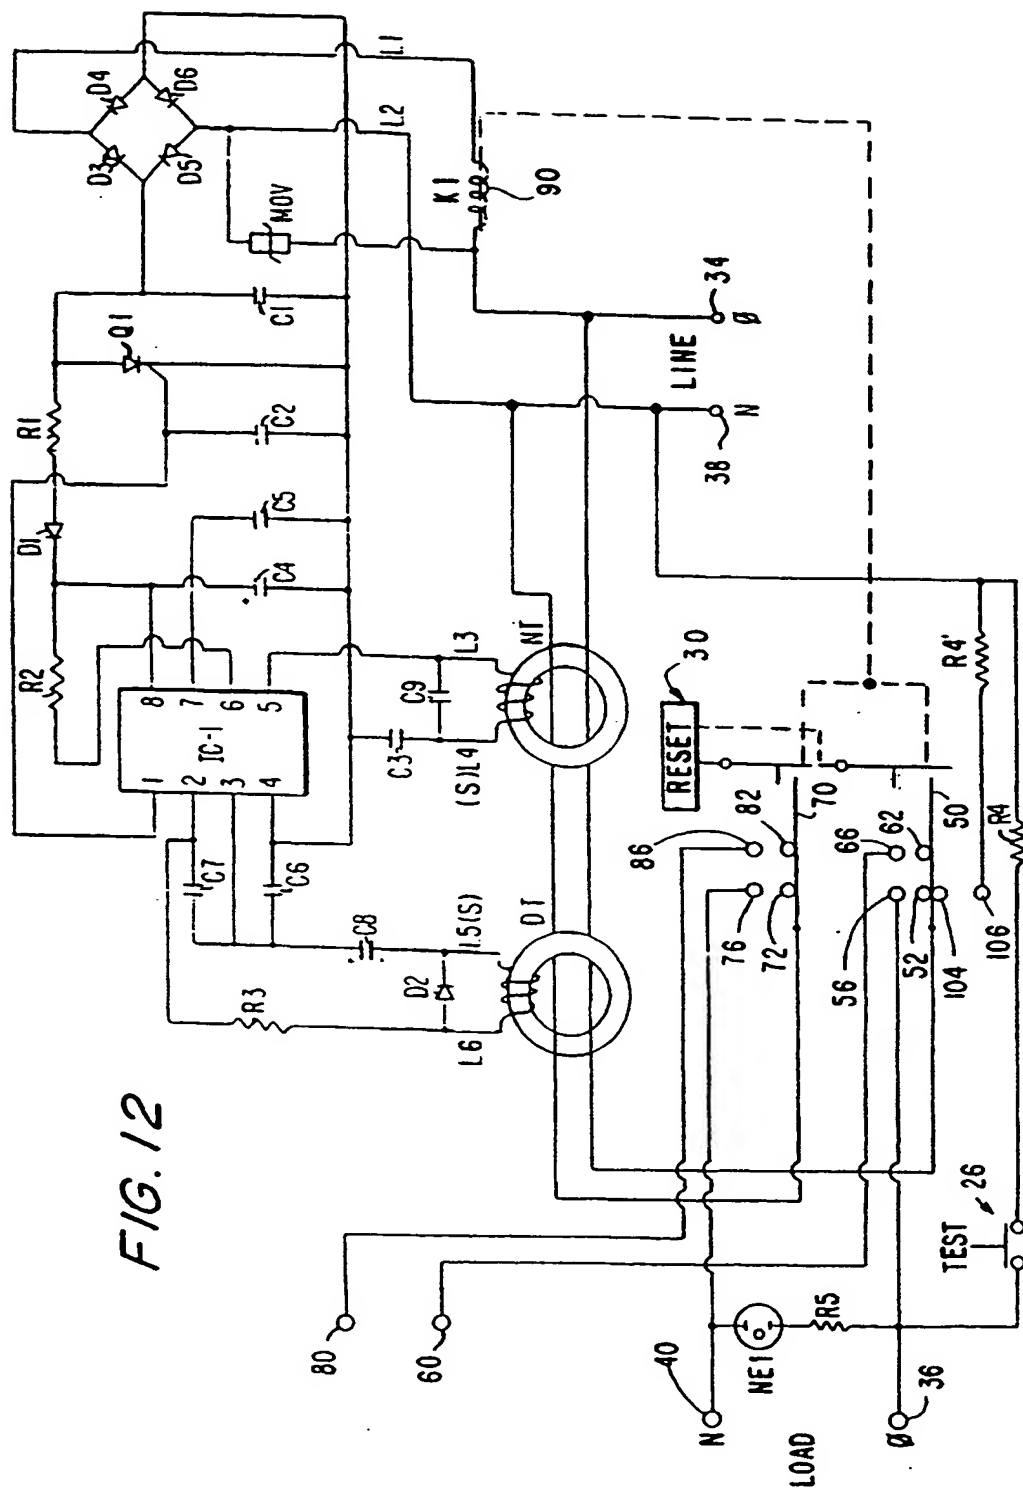 FIG. 12
D4
D6
D3
D5
L1
L2
K1
90
MOV
C1
Q1
R1
C2
D1
C5
C4
R2
IC-1
1
2
3
4
8
7
6
5
C7
C6
C3
C9
L3
(S)L4
NT
C8
L5(S)
D2
R3
L6
DT
34
Ø
LINE
N
38
30
RESET
86
82
70
76
72
66
62
50
56
52
104
106
R4'
R4
80
60
40
N
NE1
R5
LOAD
Ø
36
TEST
26